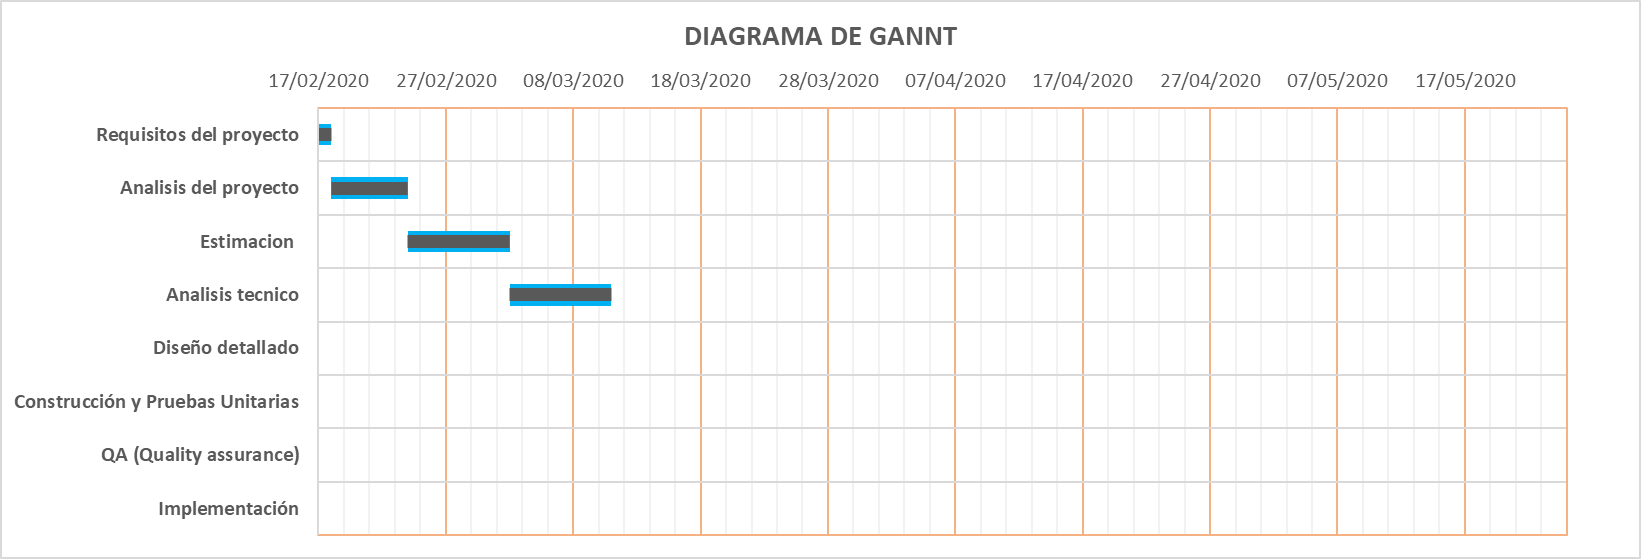 DIAGRAMA DE GANNT
17/02/2020 27/02/2020 08/03/2020 18/03/2020 28/03/2020 07/04/2020 17/04/2020 27/04/2020 07/05/2020 17/05/2020
Requisitos del proyecto
Analisis del proyecto
Estimacion
Analisis tecnico
Diseño detallado
Construcción y Pruebas Unitarias
QA (Quality assurance)
Implementación